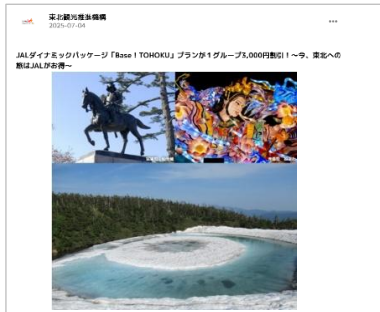 東北観光推進機構
2025-07-04
JALダイナミックパッケージ「Base！TOHOKU」プランが1グループ3,000円割引！～今、東北への
旅はJALがお得～